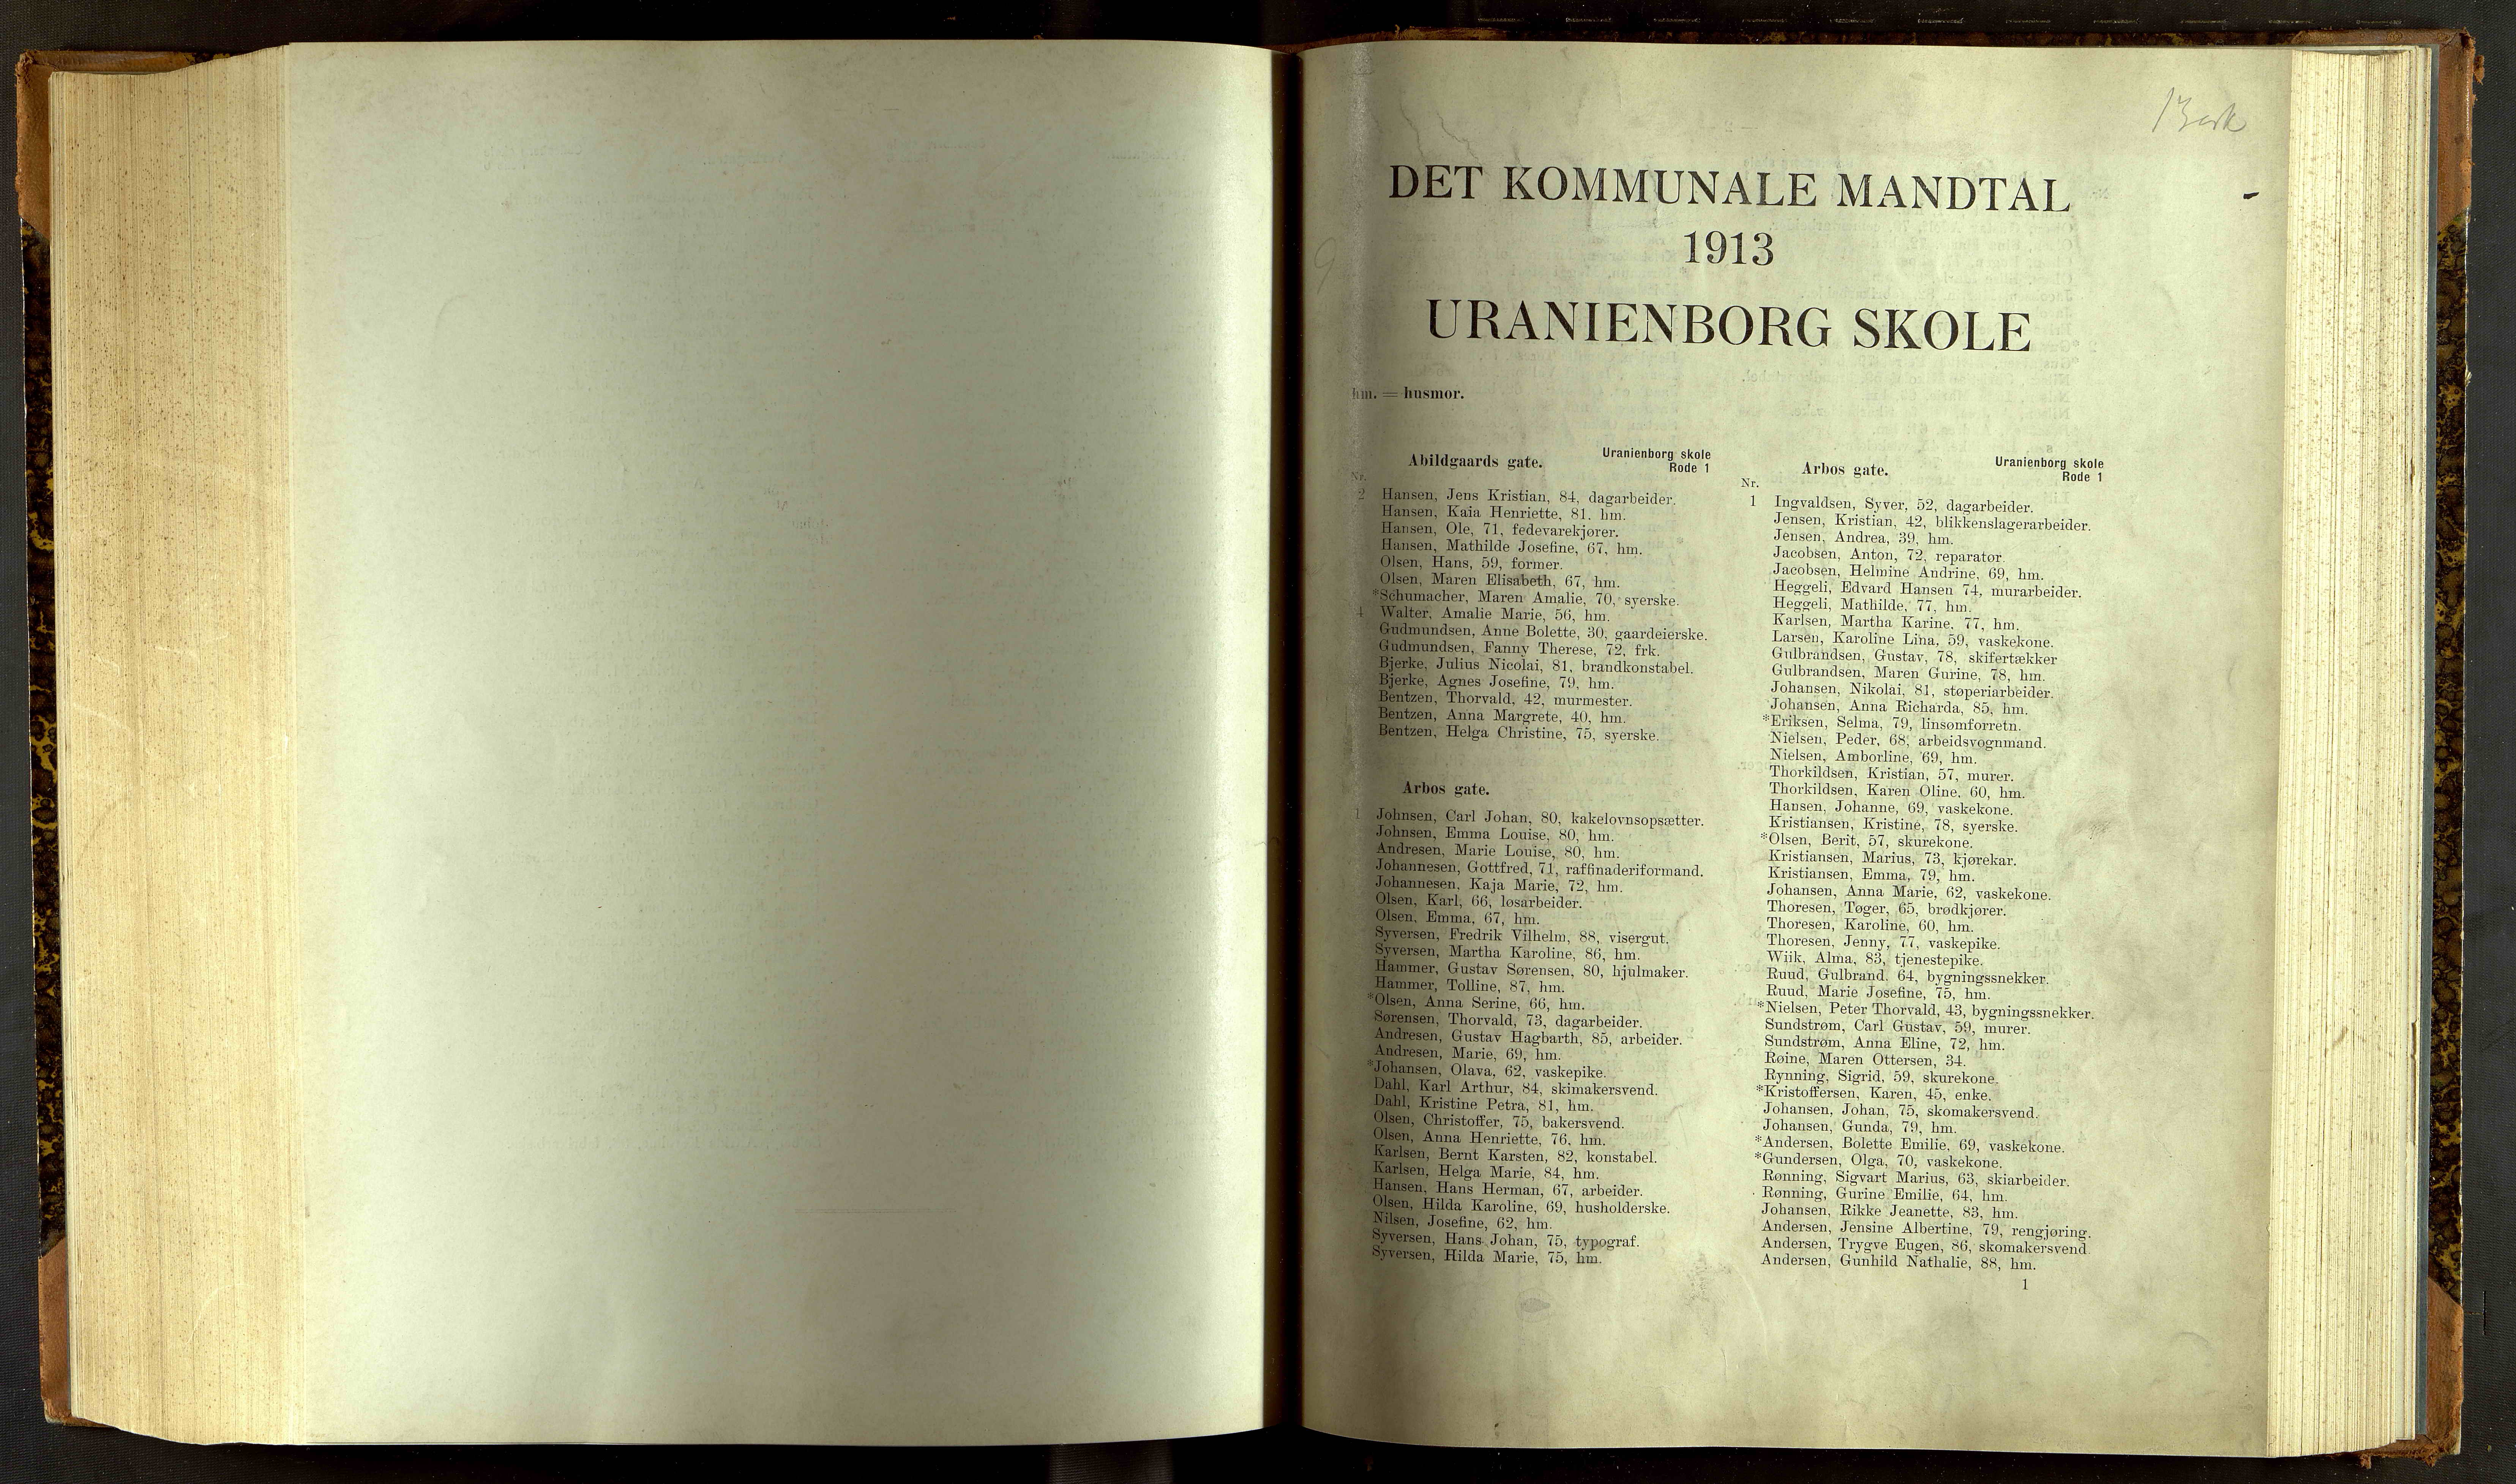 DET KOMMUNALE MANDTAL
1913
URANIENBORG SKOLE
hm. = husmor.
Abildgaards gate.
Uranienborg skole
Rode 1
Nr.
2 Hansen, Jens Kristian, 84, dagarbeider.
Hansen, Kaia Henriette, 81. hm.
Hansen, Ole, 71, fedevarekjører.
Hansen, Mathilde Josefine, 67, hm.
Olsen, Hans, 59, former.
Olsen, Maren Elisabeth, 67, hm.
*Schumacher, Maren Amalie, 70, syerske.
4 Walter, Amalie Marie, 56, hm.
Gudmundsen, Anne Bolette, 30, gaardeierske.
Gudmundsen, Fanny Therese, 72, frk.
Bjerke, Julius Nicolai, 81, brandkonstabel.
Bjerke, Agnes Josefine, 79, hm.
Bentzen, Thorvald, 42, murmester.
Bentzen, Anna Margrete, 40, hm.
Bentzen, Helga Christine, 75, syerske.
Arbos gate.
1 Johnsen, Carl Johan, 80, kakelovnsopsætter.
Johnsen, Emma Louise, 80, hm.
Andresen, Marie Louise, 80, hm.
Johannesen, Gottfred, 71, raffinaderiformand.
Johannesen, Kaja Marie, 72, hm.
Olsen, Karl, 66, løsarbeider.
Olsen, Emma, 67, hm.
Syversen, Fredrik Vilhelm, 88, visergut.
Syversen, Martha Karoline, 86, hm.
Hammer, Gustav Sørensen, 80, hjulmaker.
Hammer, Tolline, 87, hm.
*Olsen, Anna Serine, 66, hm.
Sørensen, Thorvald, 73, dagarbeider.
Andresen, Gustav Hagbarth, 85, arbeider.
Andresen, Marie, 69, hm.
*Johansen, Olava, 62, vaskepike.
Dahl, Karl Arthur, 84, skimakersvend.
Dahl, Kristine Petra, 81, hm.
Olsen, Christoffer, 75, bakersvend.
Olsen, Anna Henriette, 76, hm.
Karlsen, Bernt Karsten, 82, konstabel.
Karlsen, Helga Marie, 84, hm.
Hansen, Hans Herman, 67, arbeider.
Olsen, Hilda Karoline, 69, husholderske.
Nilsen, Josefine, 62, hm.
Syversen, Hans Johan, 75, typograf.
Syversen, Hilda Marie, 75, hm.
Arbos gate.
Uranienborg skole
Rode 1
Nr.
1 Ingvaldsen, Syver, 52, dagarbeider.
Jensen, Kristian, 42, blikkenslagerarbeider.
Jensen, Andrea, 39, hm.
Jacobsen, Anton, 72, reparatør.
Jacobsen, Helmine Andrine, 69, hm.
Heggeli, Edvard Hansen 74, murarbeider.
Heggeli, Mathilde, 77, hm.
Karlsen, Martha Karine, 77, hm.
Larsen, Karoline Lina, 59, vaskekone.
Gulbrandsen, Gustav, 78, skifertækker
Gulbrandsen, Maren Gurine, 78, hm.
Johansen, Nikolai, 81, støperiarbeider.
Johansen, Anna Richarda, 85, hm.
*Eriksen, Selma, 79, linsømforretn.
Nielsen, Peder, 68, arbeidsvognmand.
Nielsen, Amborline, 69, hm.
Thorkildsen, Kristian, 57, murer.
Thorkildsen, Karen Oline, 60, hm.
Hansen, Johanne, 69, vaskekone.
Kristiansen, Kristine, 78, syerske.
*Olsen, Berit, 57, skurekone.
Kristiansen, Marius, 73, kjørekar.
Kristiansen, Emma, 79, hm.
Johansen, Anna Marie, 62, vaskekone.
Thoresen, Tøger, 65, brødkjører.
Thoresen, Karoline, 60, hm.
Thoresen, Jenny, 77, vaskepike.
Wiik, Alma, 83, tjenestepike.
Ruud, Gulbrand, 64, bygningssnekker.
Ruud, Marie Josefine, 75, hm.
*Nielsen, Peter Thorvald, 43, bygningssnekker.
Sundstrøm, Carl Gustav, 59, murer.
Sundstrøm, Anna Eline, 72, hm.
Røine, Maren Ottersen, 34.
Rynning, Sigrid, 59, skurekone.
*Kristoffersen, Karen, 45, enke.
Johansen, Johan, 75, skomakersvend.
Johansen, Gunda, 79, hm.
*Andersen, Bolette Emilie, 69, vaskekone.
*Gundersen, Olga, 70, vaskekone.
Rønning, Sigvart Marius, 63, skiarbeider.
Rønning, Gurine Emilie, 64, hm.
Johansen, Rikke Jeanette, 83, hm.
Andersen, Jensine Albertine, 79, rengjøring.
Andersen, Trygve Eugen, 86, skomakersvend.
Andersen, Gunhild Nathalie, 88, hm.
1